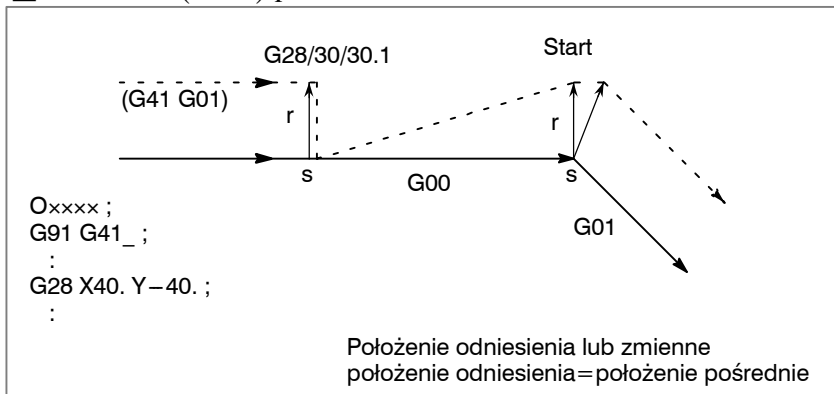 G28/30/30.1
Start
(G41 G01)
r
r
s
G00
s
G01
O×××× ;
G91 G41_ ;
:
G28 X40. Y−40. ;
:
Położenie odniesienia lub zmienne
położenie odniesienia=położenie pośrednie